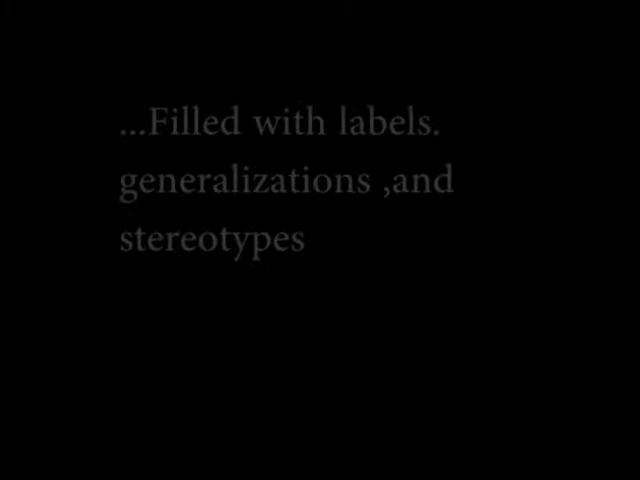 ...Filled with labels.
generalizations ,and
stereotypes